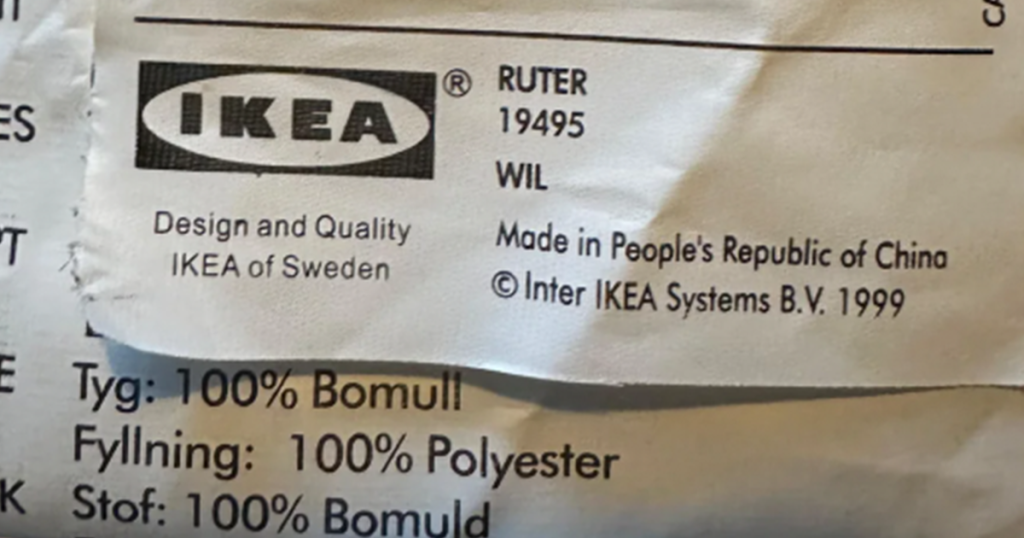 IKEA ®
RUTER
19495
WIL
Design and Quality
IKEA of Sweden
Made in People's Republic of China
© Inter IKEA Systems B.V. 1999
ES
E
K
Tyg: 100% Bomull
Fyllning: 100% Polyester
Stof: 100% Bomuld